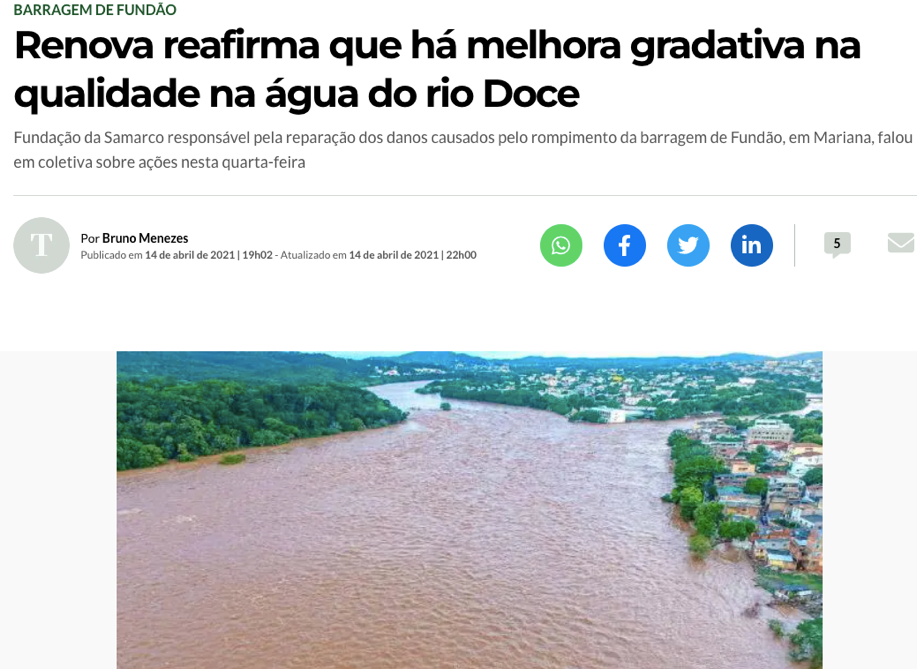 BARRAGEM DE FUNDÃO
Renova reafirma que há melhora gradativa na
qualidade na água do rio Doce
Fundação da Samarco responsável pela reparação dos danos causados pelo rompimento da barragem de Fundão, em Mariana, falou
em coletiva sobre ações nesta quarta-feira
T
Por Bruno Menezes
Publicado em 14 de abril de 2021 | 19h02 - Atualizado em 14 de abril de 2021 | 22h00
5